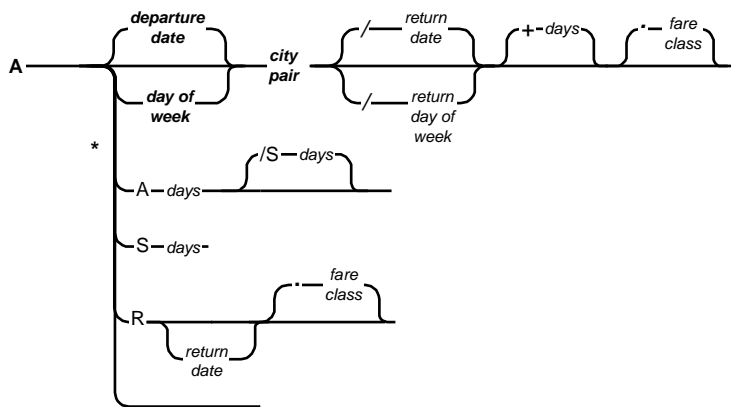 departure
date
/ return
date
+ days
. fare
class
A
city
pair
day of
week
/ return
day of
week
*
/S days
A days
S days
. fare
class
R
return
date